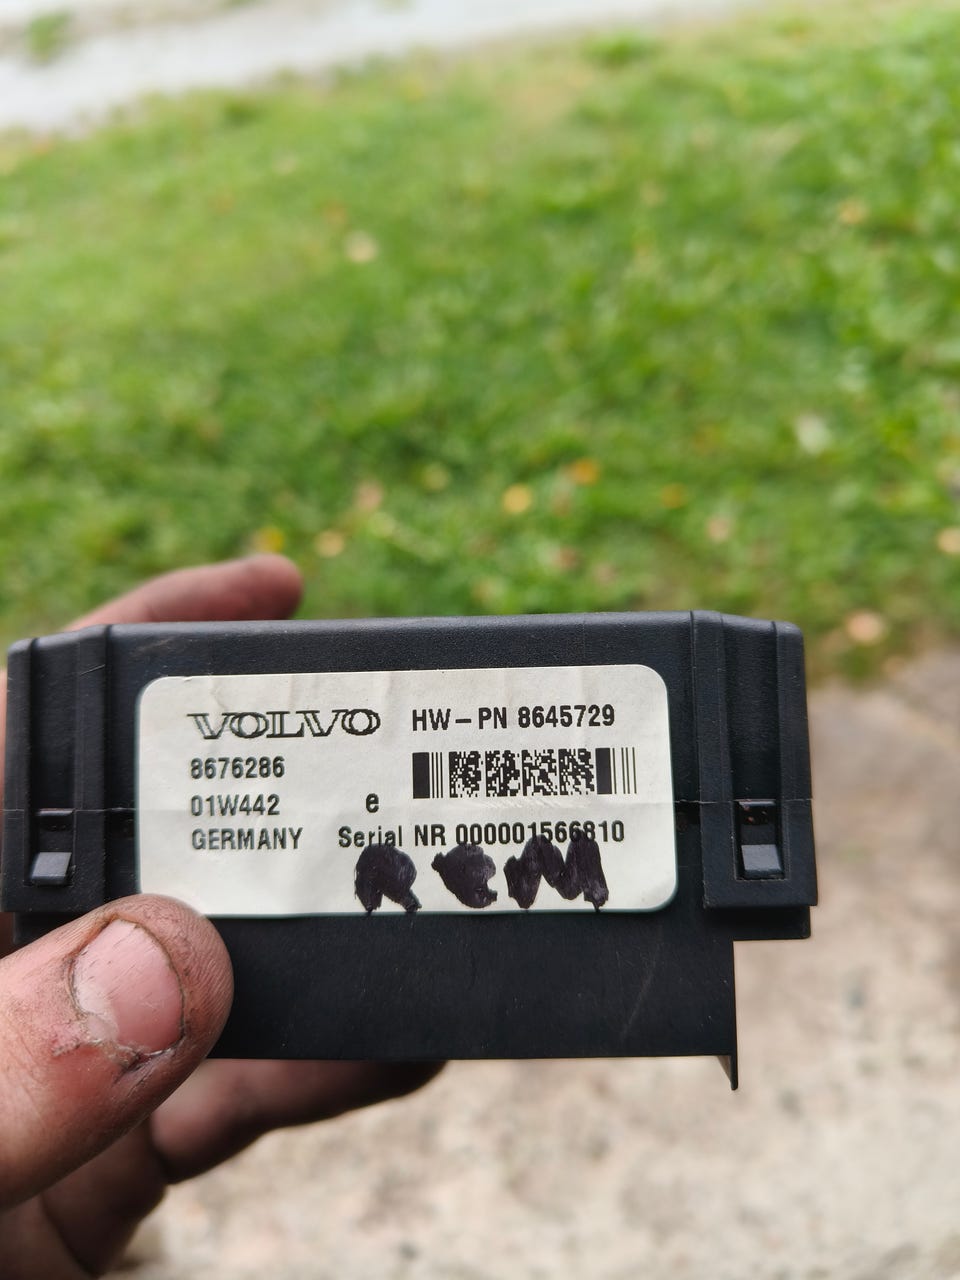 VOLVO HW-PN 8645729
8676286
01W442 e
GERMANY Serial NR 000001566810
REM